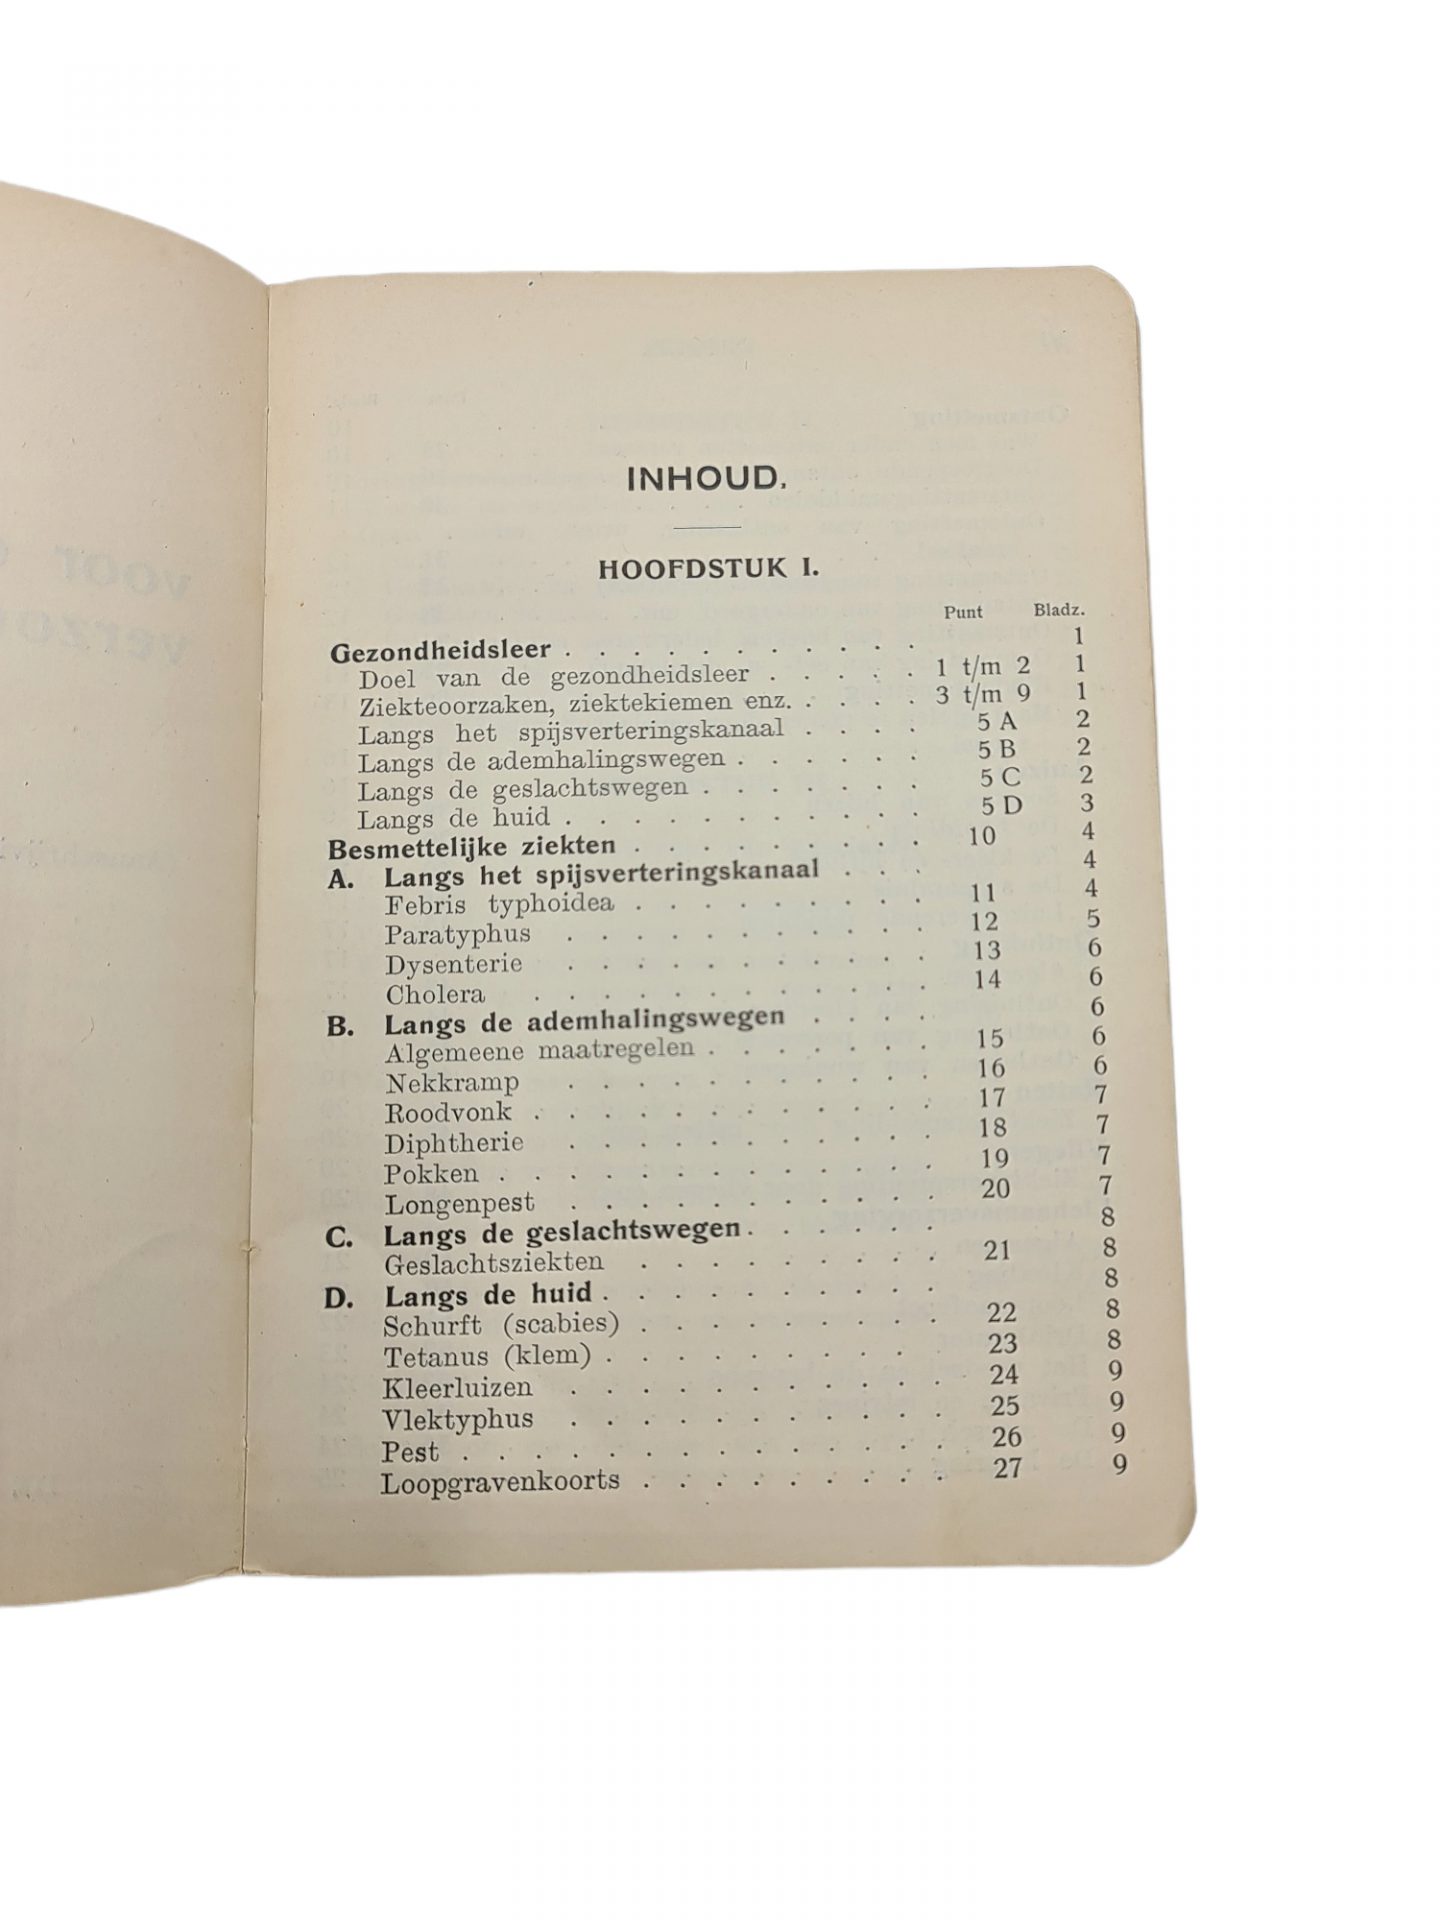 INHOUD.
HOOFDSTUK I.
Punt Bladz.
Gezondheidsleer . . . . . . . . . . . 1
Doel van de gezondheidsleer . . . . . 1 t/m 2 1
Ziekteoorzaken, ziektekiemen enz. . . . . 3 t/m 9 1
Langs het spijsverteringskanaal . . . . 5 A 2
Langs de ademhalingswegen . . . . . . 5 B 2
Langs de geslachtswegen . . . . . . . 5 C 2
Langs de huid . . . . . . . . . . . 5 D 3
Besmettelijke ziekten . . . . . . . . . 10 4
A. Langs het spijsverteringskanaal . . . 4
Febris typhoidea . . . . . . . . . 11 4
Paratyphus . . . . . . . . . . . 12 5
Dysenterie . . . . . . . . . . . 13 6
Cholera . . . . . . . . . . . . 14 6
B. Langs de ademhalingswegen . . . . 6
Algemeene maatregelen . . . . . . . 15 6
Nekkramp . . . . . . . . . . . 16 6
Roodvonk . . . . . . . . . . . . 17 7
Diphtherie . . . . . . . . . . . 18 7
Pokken . . . . . . . . . . . . . 19 7
Longenpest . . . . . . . . . . . 20 7
C. Langs de geslachtswegen . . . . . . 8
Geslachtsziekten . . . . . . . . . 21 8
D. Langs de huid . . . . . . . . . . 8
Schurft (scabies) . . . . . . . . . 22 8
Tetanus (klem) . . . . . . . . . . 23 8
Kleerluizen . . . . . . . . . . . 24 9
Vlektyphus . . . . . . . . . . . 25 9
Pest . . . . . . . . . . . . . . 26 9
Loopgravenkoorts . . . . . . . . . 27 9